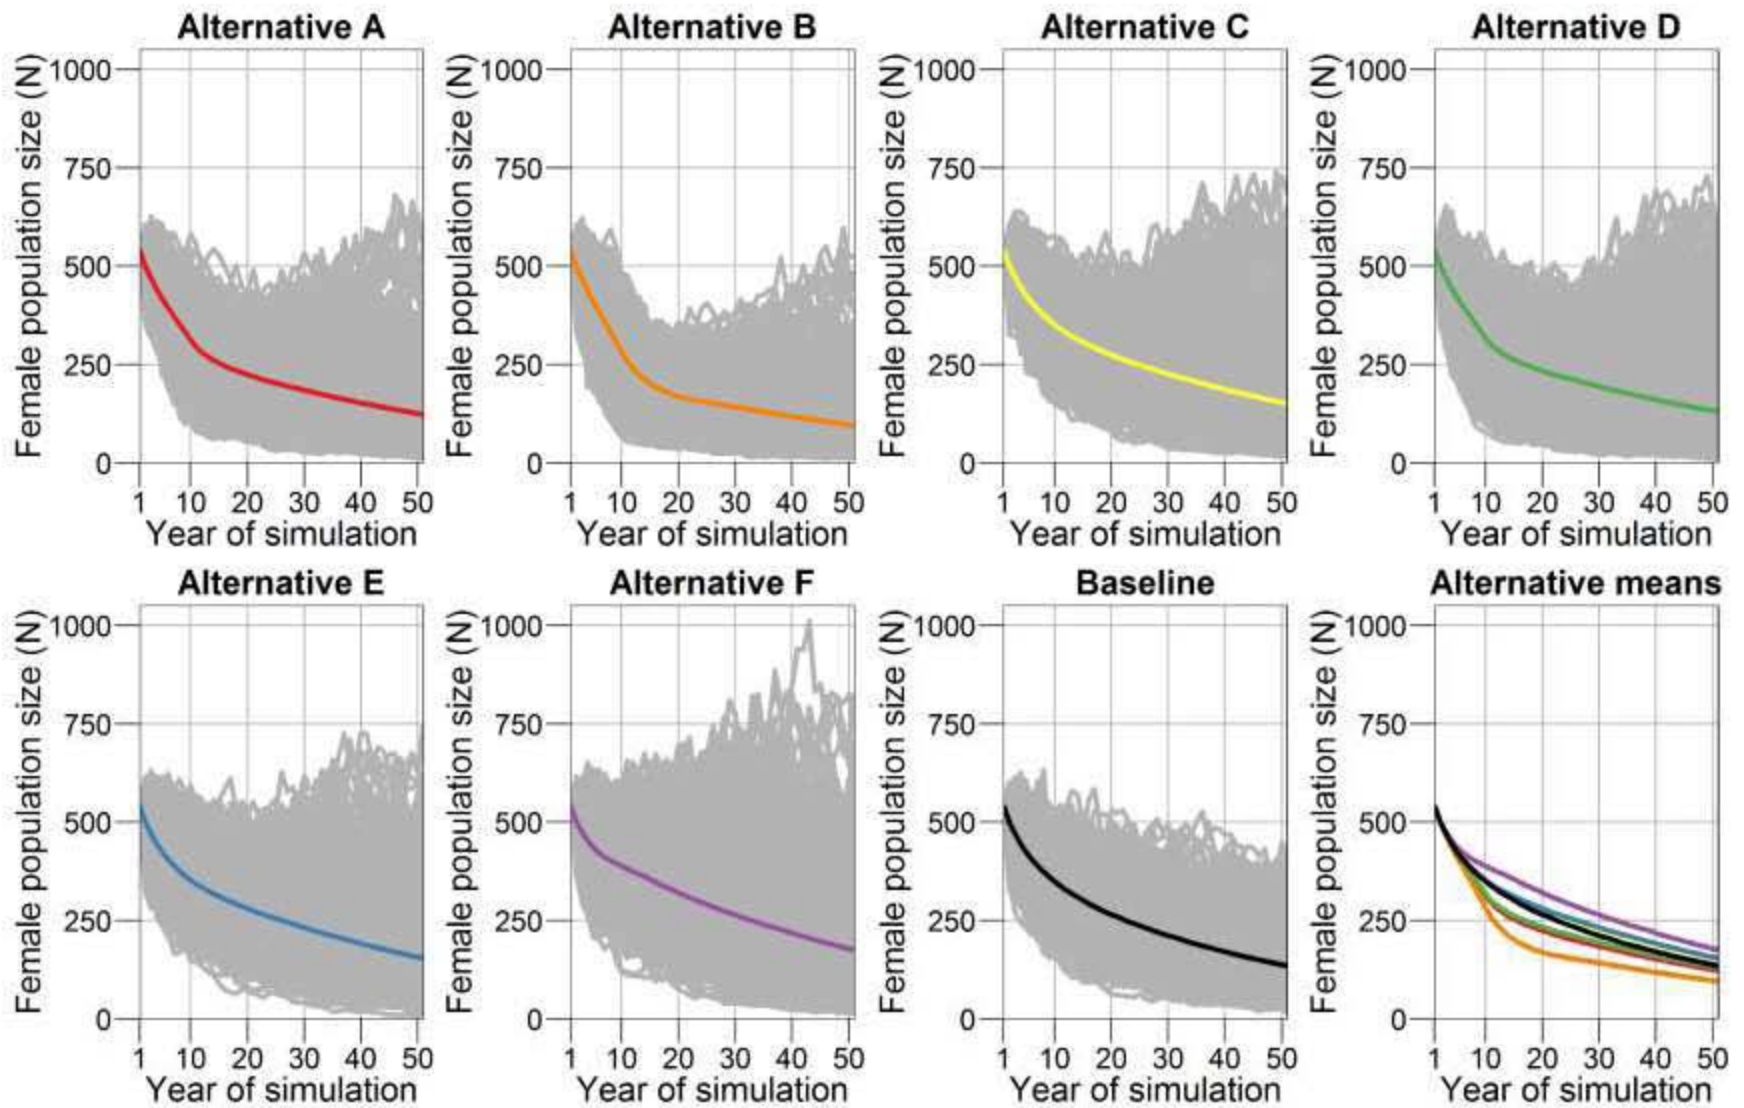 Alternative A
Alternative B
Alternative C
Alternative D
Female population size (N)
1000
750
500
250
0
1 10 20 30 40 50
Year of simulation
Female population size (N)
1000
750
500
250
0
1 10 20 30 40 50
Year of simulation
Female population size (N)
1000
750
500
250
0
1 10 20 30 40 50
Year of simulation
Female population size (N)
1000
750
500
250
0
1 10 20 30 40 50
Year of simulation
Alternative E
Alternative F
Baseline
Alternative means
Female population size (N)
1000
750
500
250
0
1 10 20 30 40 50
Year of simulation
Female population size (N)
1000
750
500
250
0
1 10 20 30 40 50
Year of simulation
Female population size (N)
1000
750
500
250
0
1 10 20 30 40 50
Year of simulation
Female population size (N)
1000
750
500
250
0
1 10 20 30 40 50
Year of simulation